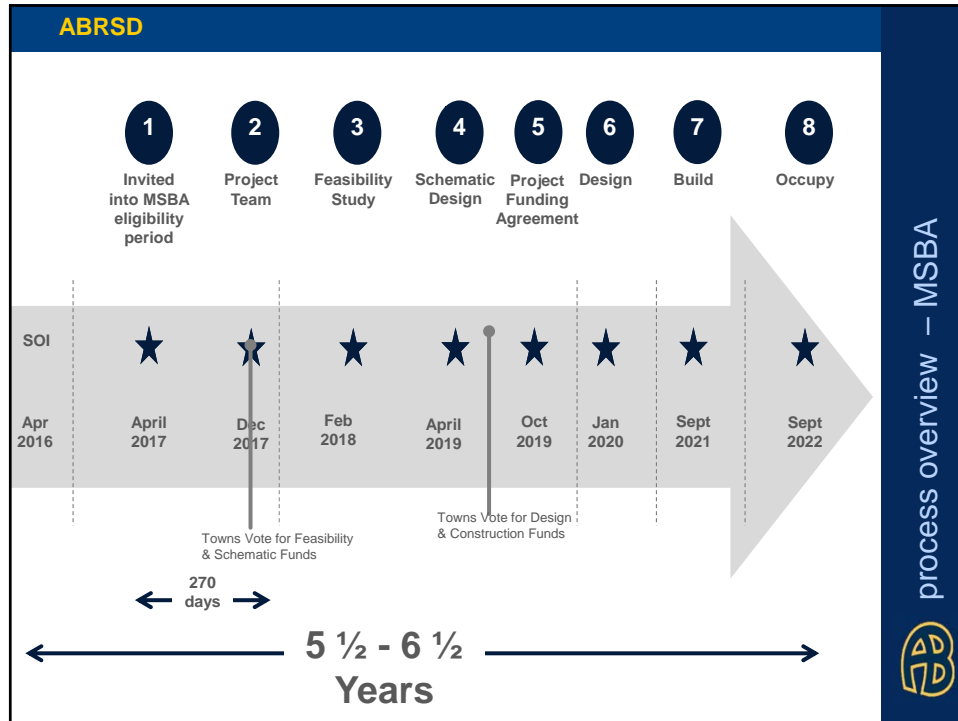 ABRSD
1
2
3
4
5
6
7
8
Invited
into MSBA
eligibility
period
Project
Team
Feasibility
Study
Schematic
Design
Project
Funding
Agreement
Design
Build
Occupy
SOI
Apr
2016
April
2017
Dec
2017
Feb
2018
April
2019
Oct
2019
Jan
2020
Sept
2021
Sept
2022
Towns Vote for Feasibility
& Schematic Funds
Towns Vote for Design
& Construction Funds
270
days
5 ½ - 6 ½
Years
process overview – MSBA
AB